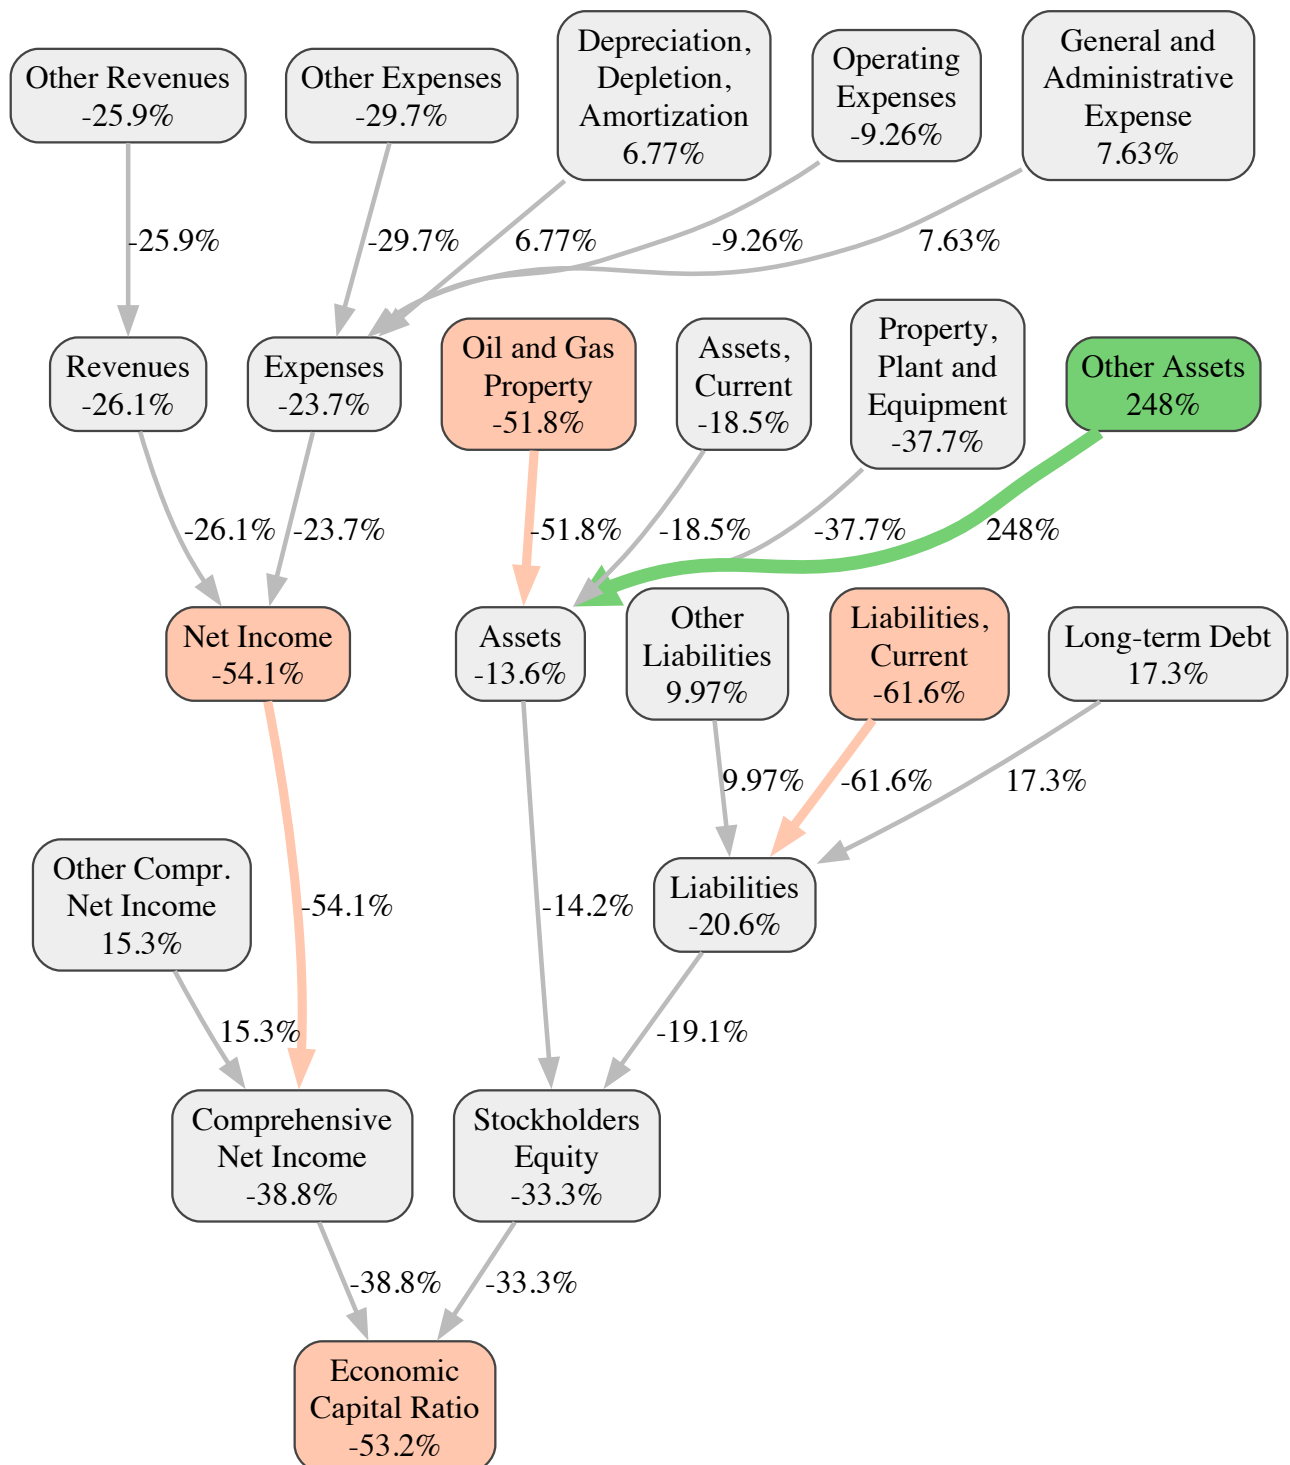 Other Revenues
-25.9%
Other Expenses
-29.7%
Depreciation,
Depletion,
Amortization
6.77%
Operating
Expenses
-9.26%
General and
Administrative
Expense
7.63%
-25.9%
-29.7%
6.77%
-9.26%
7.63%
Revenues
-26.1%
Expenses
-23.7%
Oil and Gas
Property
-51.8%
Assets,
Current
-18.5%
Property,
Plant and
Equipment
-37.7%
Other Assets
248%
-26.1%
-23.7%
-51.8%
-18.5%
-37.7%
248%
Net Income
-54.1%
Assets
-13.6%
Other
Liabilities
9.97%
Liabilities,
Current
-61.6%
Long-term Debt
17.3%
9.97%
-61.6%
17.3%
Other Compr.
Net Income
15.3%
-54.1%
-14.2%
Liabilities
-20.6%
15.3%
-19.1%
Comprehensive
Net Income
-38.8%
Stockholders
Equity
-33.3%
-38.8%
-33.3%
Economic
Capital Ratio
-53.2%